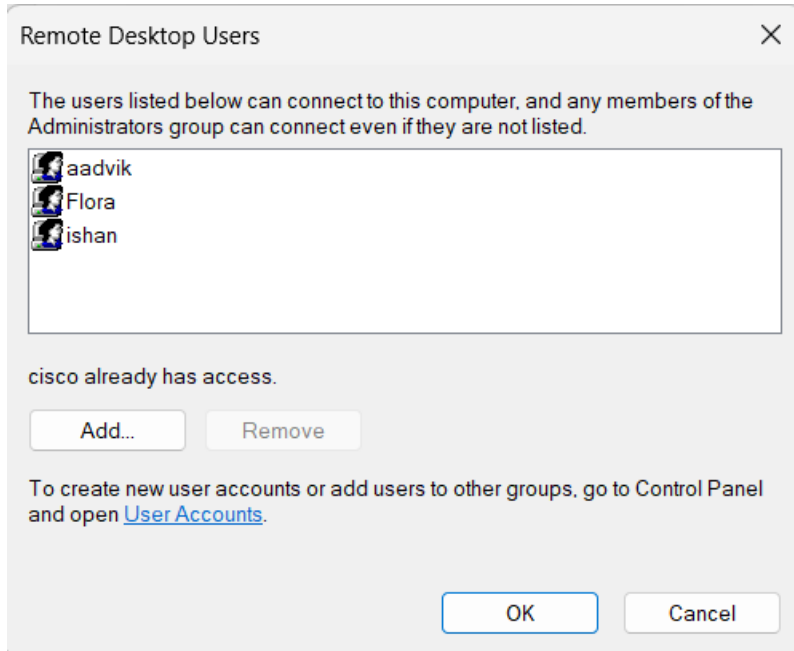 Remote Desktop Users
The users listed below can connect to this computer, and any members of the
Administrators group can connect even if they are not listed.
aadvik
Flora
ishan
cisco already has access.
Add...
Remove
To create new user accounts or add users to other groups, go to Control Panel
and open User Accounts.
OK
Cancel